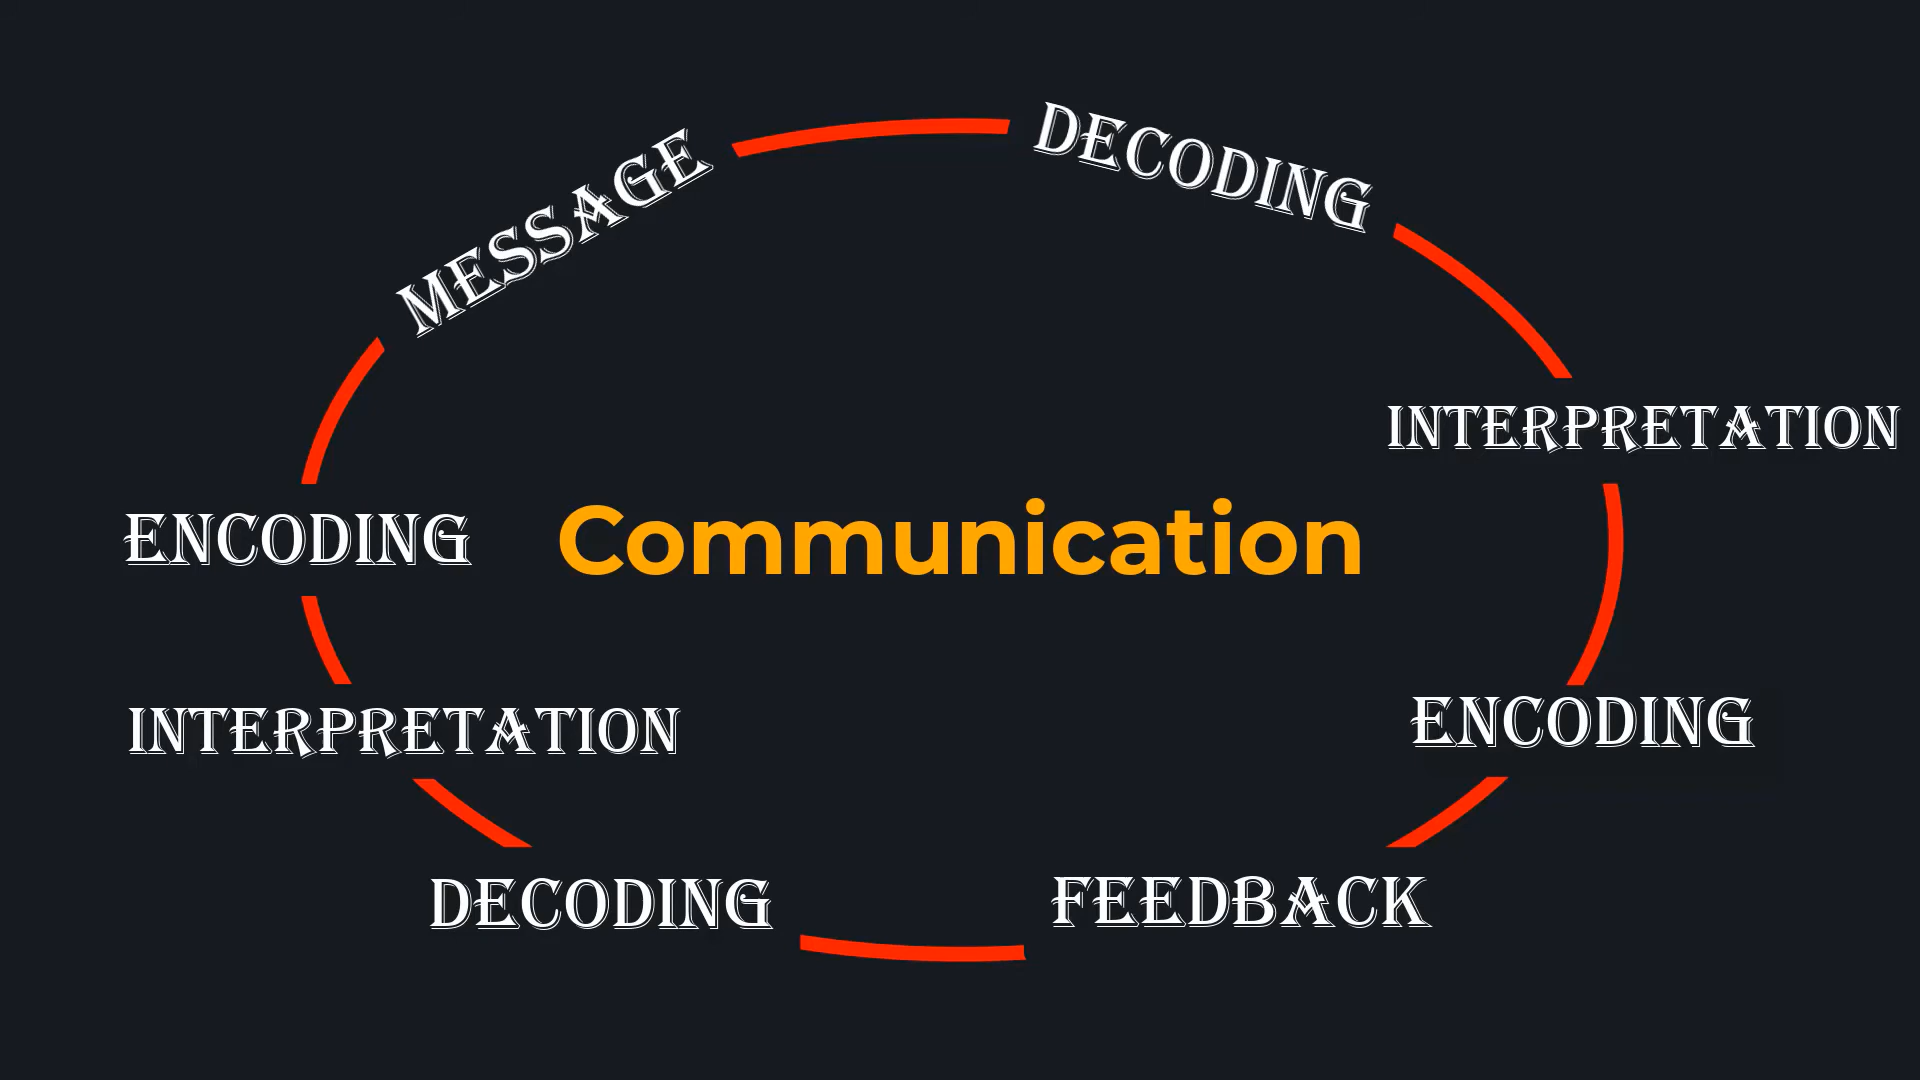 DECODING
MESSAGE
INTERPRETATION
ENCODING
Communication
ENCODING
INTERPRETATION
FEEDBACK
DECODING